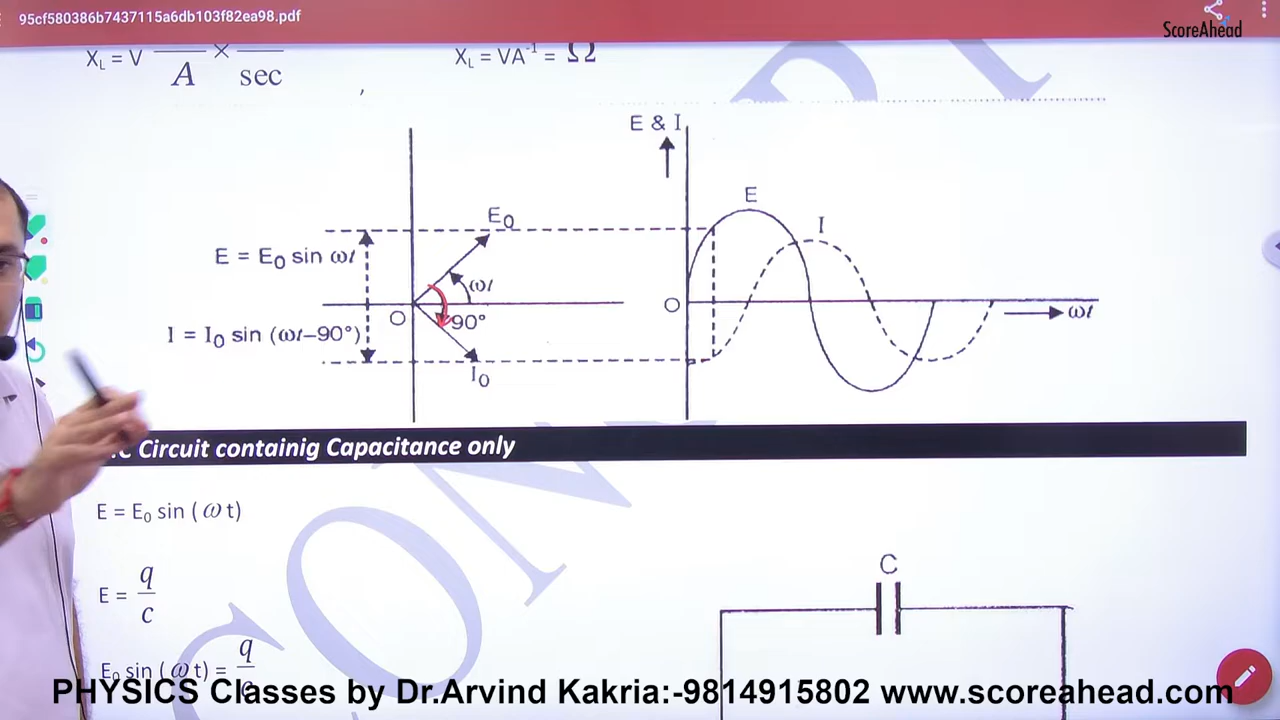 95cf580386b7437115a6db103f82ea98.pdf
ScoreAhead
X_L = V
A × sec
,
X_L = VA⁻¹ = Ω
E & I
E
I
E₀
E = E₀ sin ωt
ωt
O
90°
I = I₀ sin (ωt–90°)
I₀
O
ωt
Circuit containig Capacitance only
E = E₀ sin ( ω t)
E = q/c
C
E₀ sin ( ω t) = q
PHYSICS Classes by Dr.Arvind Kakria:-9814915802 www.scoreahead.com